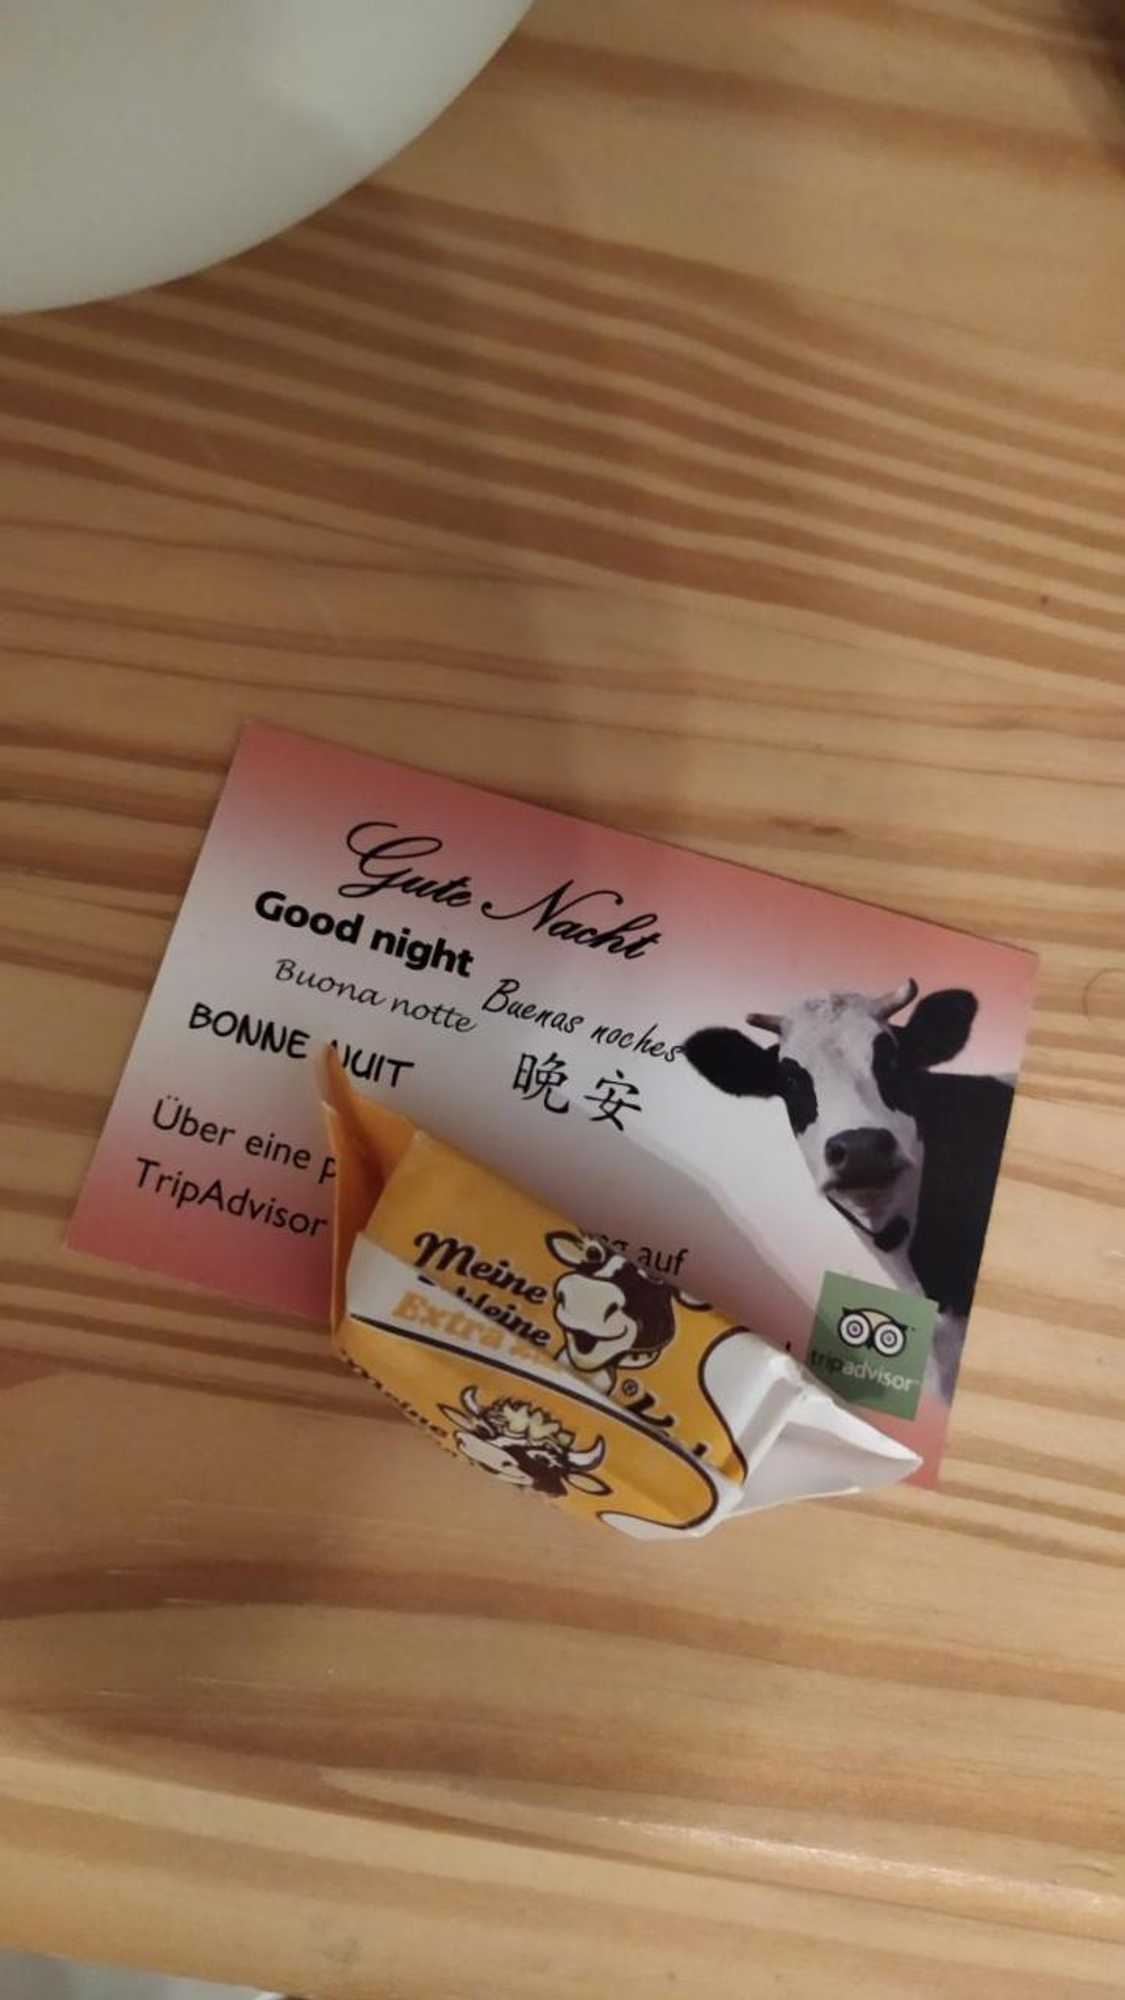 Gute Nacht
Good night
Buona notte
Buenas noches
BONNE NUIT
晚安
Über eine
TripAdvisor
auf
tripadvisor
Meine
kleine
Extra